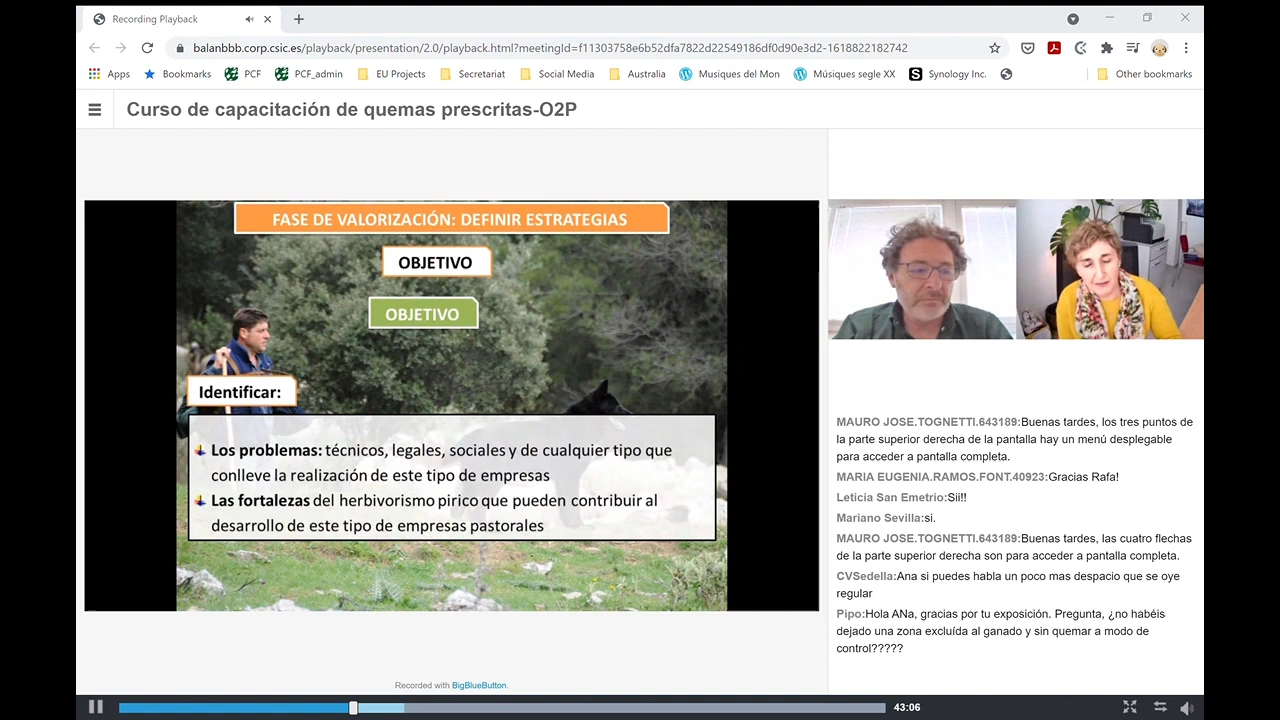 Recording Playback
balanbbb.corp.csic.es/playback/presentation/2.0/playback.html?meetingId=f11303758e6b52dfa7822d22549186df0d90e3d2-1618822182742
Apps
Bookmarks
PCF
PCF_admin
EU Projects
Secretariat
Social Media
Australia
Musiques del Mon
Músiques segle XX
S
Synology Inc.
Other bookmarks
Curso de capacitación de quemas prescritas-O2P
FASE DE VALORIZACIÓN: DEFINIR ESTRATEGIAS
OBJETIVO
OBJETIVO
Identificar:
Los problemas: técnicos, legales, sociales y de cualquier tipo que
conlleve la realización de este tipo de empresas
Las fortalezas del herbivorismo pirico que pueden contribuir al
desarrollo de este tipo de empresas pastorales
MAURO JOSE.TOGNETTI.643189:Buenas tardes, los tres puntos de
la parte superior derecha de la pantalla hay un menú desplegable
para acceder a pantalla completa.
MARIA EUGENIA.RAMOS.FONT.40923:Gracias Rafa!
Leticia San Emetrio:Sii!!
Mariano Sevilla:si.
MAURO JOSE.TOGNETTI.643189:Buenas tardes, las cuatro flechas
de la parte superior derecha son para acceder a pantalla completa.
CVSedella:Ana si puedes habla un poco mas despacio que se oye
regular
Pipo:Hola ANa, gracias por tu exposición. Pregunta, ¿no habéis
dejado una zona excluída al ganado y sin quemar a modo de
control?????
Recorded with BigBlueButton.
43:06